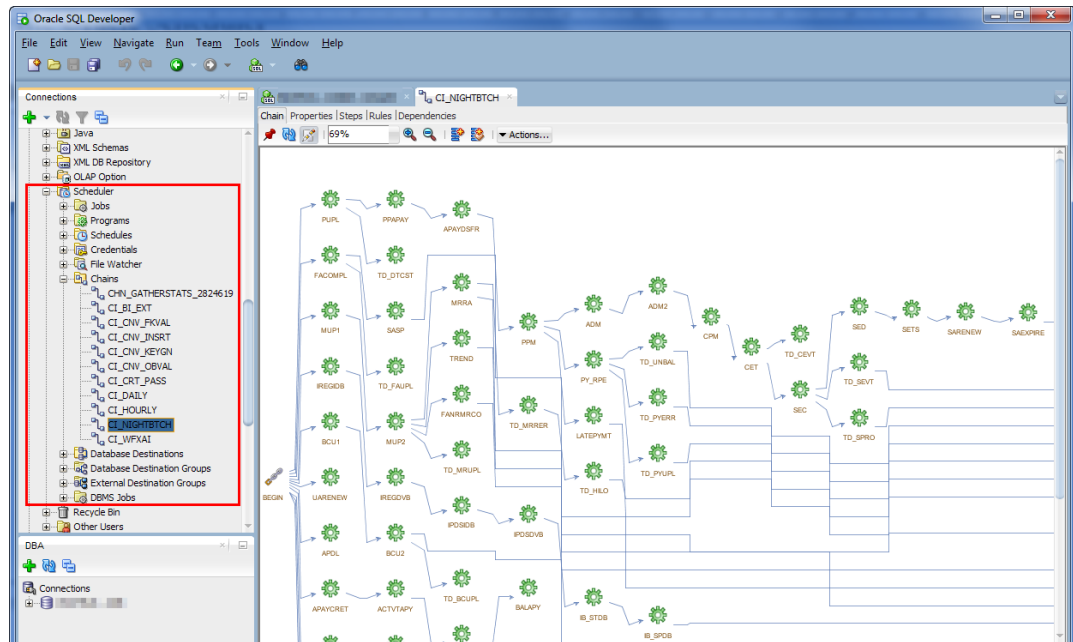 Oracle SQL Developer
File Edit View Navigate Run Team Tools Window Help
Connections
CI_NIGHTBTCH
Chain Properties Steps Rules Dependencies
69%
Actions...
Java
XML Schemas
XML DB Repository
OLAP Option
Scheduler
Jobs
Programs
Schedules
Credentials
File Watcher
Chains
CHN_GATHERSTATS_2824619
CI_BI_EXT
CI_CNV_FKVAL
CI_CNV_INSRT
CI_CNV_KEYGN
CI_CNV_OBVAL
CI_CRT_PASS
CI_DAILY
CI_HOURLY
CI_NIGHTBTCH
CI_WFXAI
Database Destinations
Database Destination Groups
External Destination Groups
DBMS Jobs
Recycle Bin
Other Users
DBA
Connections
PUPL PPAPAY APAYDSFR
FACOMPL TD_DTCST
MRRA ADM ADM2
MUP1 SASP PPM CPM SED SETS SARENEW SAEXPIRE
TREND TD_UNBAL CET TD_CEVT
IREGIDB TD_FAUPL PY_RPE SEC TD_SEVT
FANRMRCO TD_MRRER LATEPYMT TD_PYERR TD_SPRO
BCU1 MUP2
TD_MRUPL TD_HILO TD_PYUPL
BEGIN UARENEW IREGDVB
IPDSIDB IPDSDVB
APDL BCU2
TD_BCUPL BALAPY
APAYCRET ACTVTAPY IB_STDB IB_SPDB